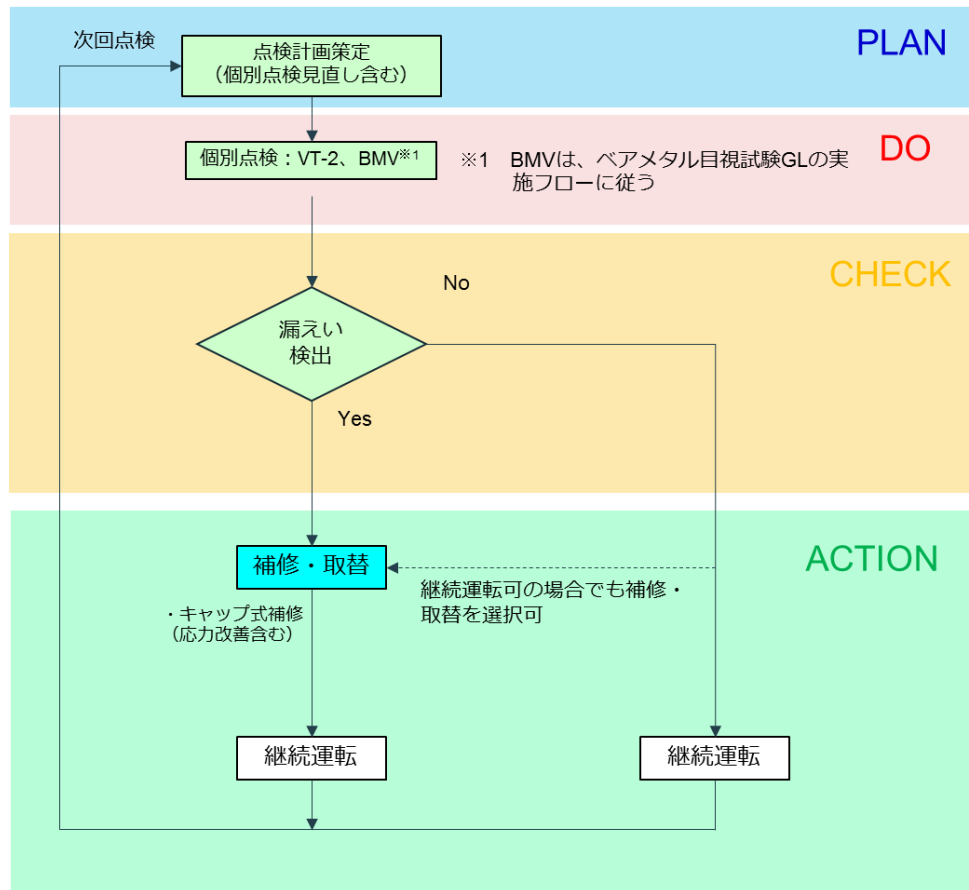 次回点検
点検計画策定
（個別点検見直し含む）
PLAN
個別点検：VT-2、BMV※1
※1　BMVは、ベアメタル目視試験GLの実
施フローに従う
DO
CHECK
No
漏えい
検出
Yes
ACTION
補修・取替
継続運転可の場合でも補修・
取替を選択可
・キャップ式補修
（応力改善含む）
継続運転
継続運転